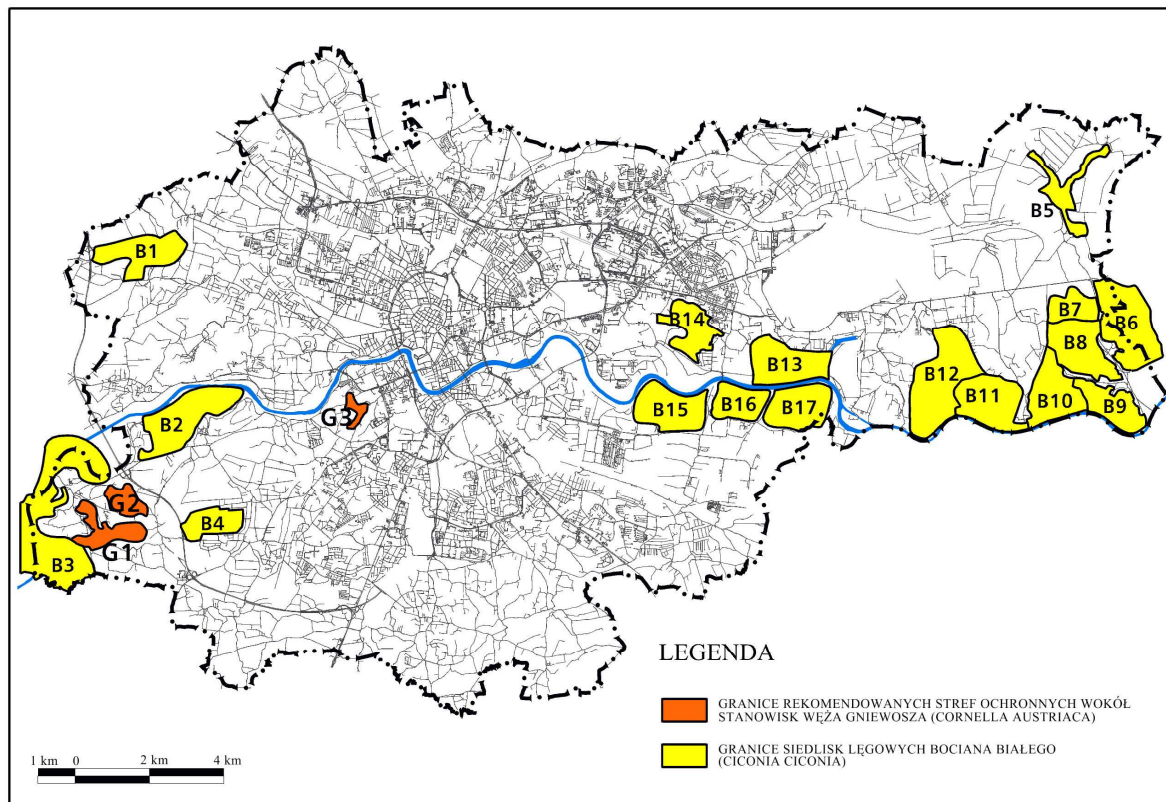 B1
B5
B7
B6
B14
B8
B13
B12
B11
B10
B9
B2
G3
B15
B16
B17
G2
B4
G1
B3
LEGENDA
GRANICE REKOMENDOWANYCH STREF OCHRONNYCH WOKÓŁ
STANOWISK WĘŻA GNIEWOSZA (CORNELLA AUSTRIACA)
GRANICE SIEDLISK LĘGOWYCH BOCIANA BIAŁEGO
(CICONIA CICONIA)
1 km 0 2 km 4 km